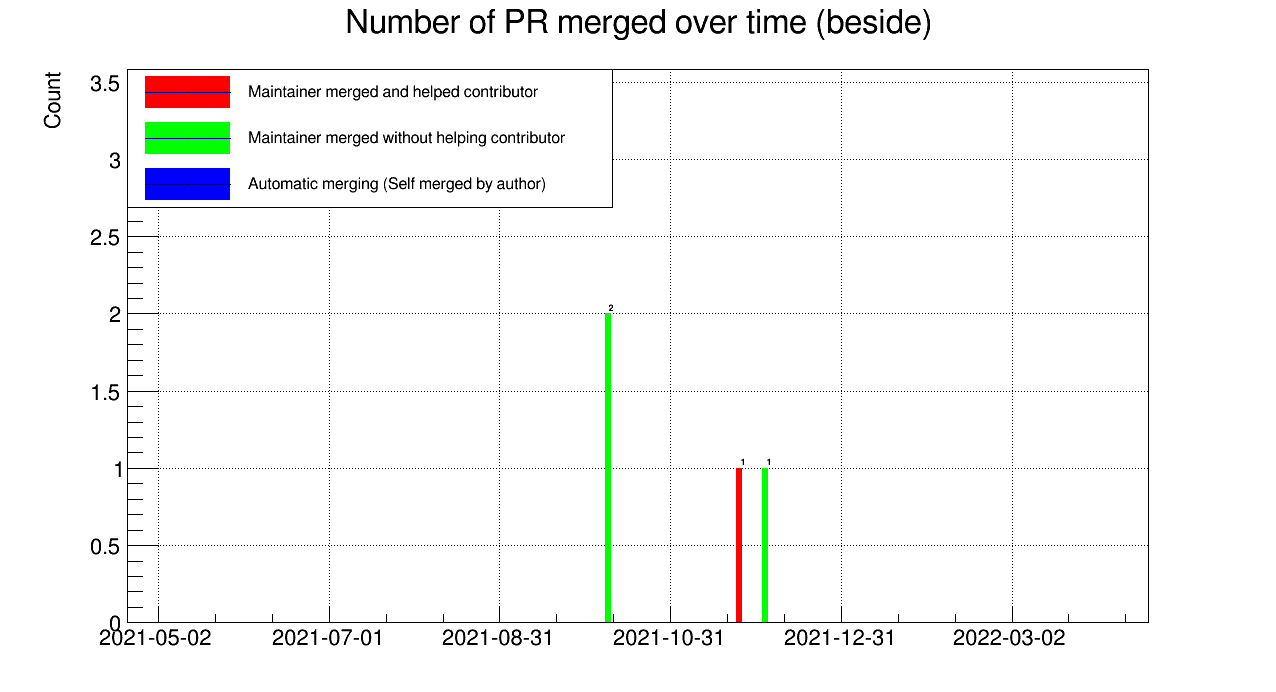 Number of PR merged over time (beside)
Count
3.5
Maintainer merged and helped contributor
Maintainer merged without helping contributor
3
Automatic merging (Self merged by author)
2.5
2
2
1.5
1
1 1
0.5
0
2021-05-02 2021-07-01 2021-08-31 2021-10-31 2021-12-31 2022-03-02